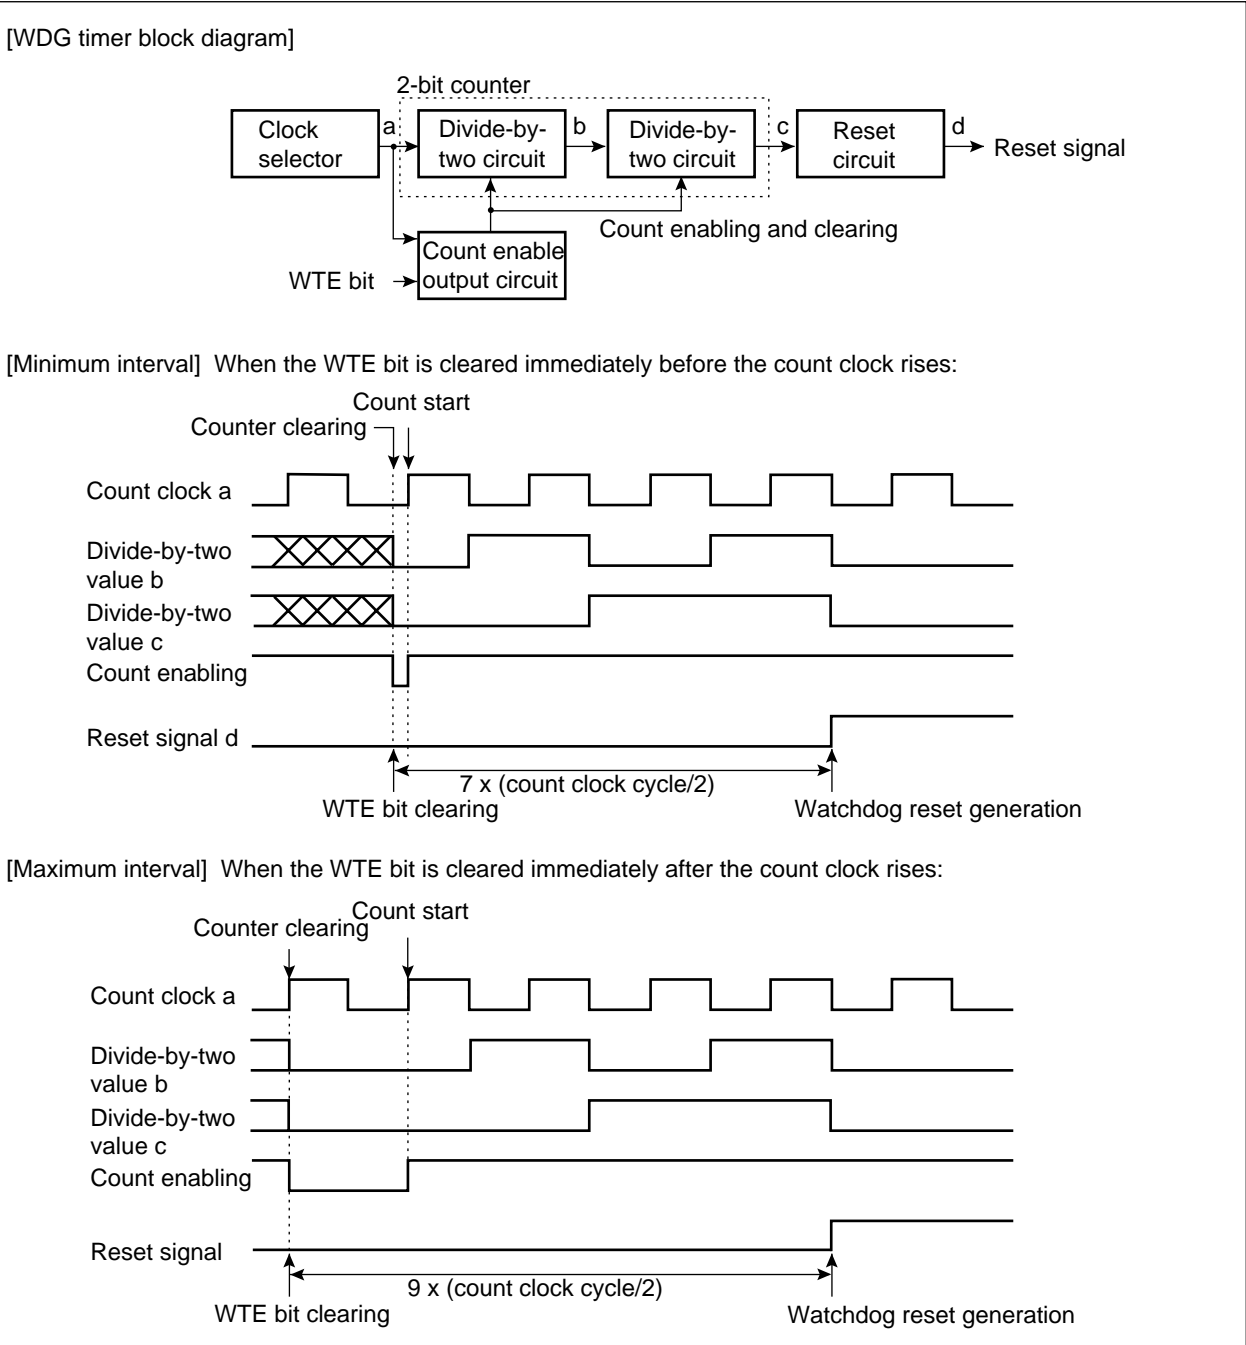 [WDG timer block diagram]
2-bit counter
Clock
selector
a
Divide-by-
two circuit
b
Divide-by-
two circuit
c
Reset
circuit
d
Reset signal
Count enabling and clearing
Count enable
output circuit
WTE bit
[Minimum interval]  When the WTE bit is cleared immediately before the count clock rises:
Count start
Counter clearing
Count clock a
Divide-by-two
value b
Divide-by-two
value c
Count enabling
Reset signal d
7 x (count clock cycle/2)
WTE bit clearing
Watchdog reset generation
[Maximum interval]  When the WTE bit is cleared immediately after the count clock rises:
Count start
Counter clearing
Count clock a
Divide-by-two
value b
Divide-by-two
value c
Count enabling
Reset signal
9 x (count clock cycle/2)
WTE bit clearing
Watchdog reset generation